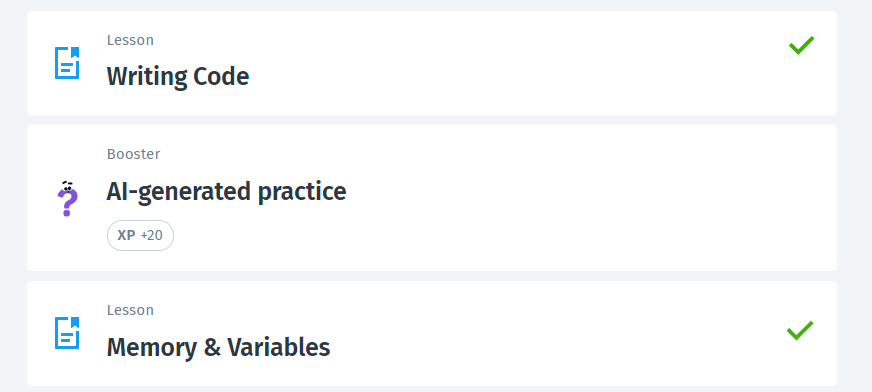 Lesson
Writing Code
Booster
AI-generated practice
XP +20
Lesson
Memory & Variables